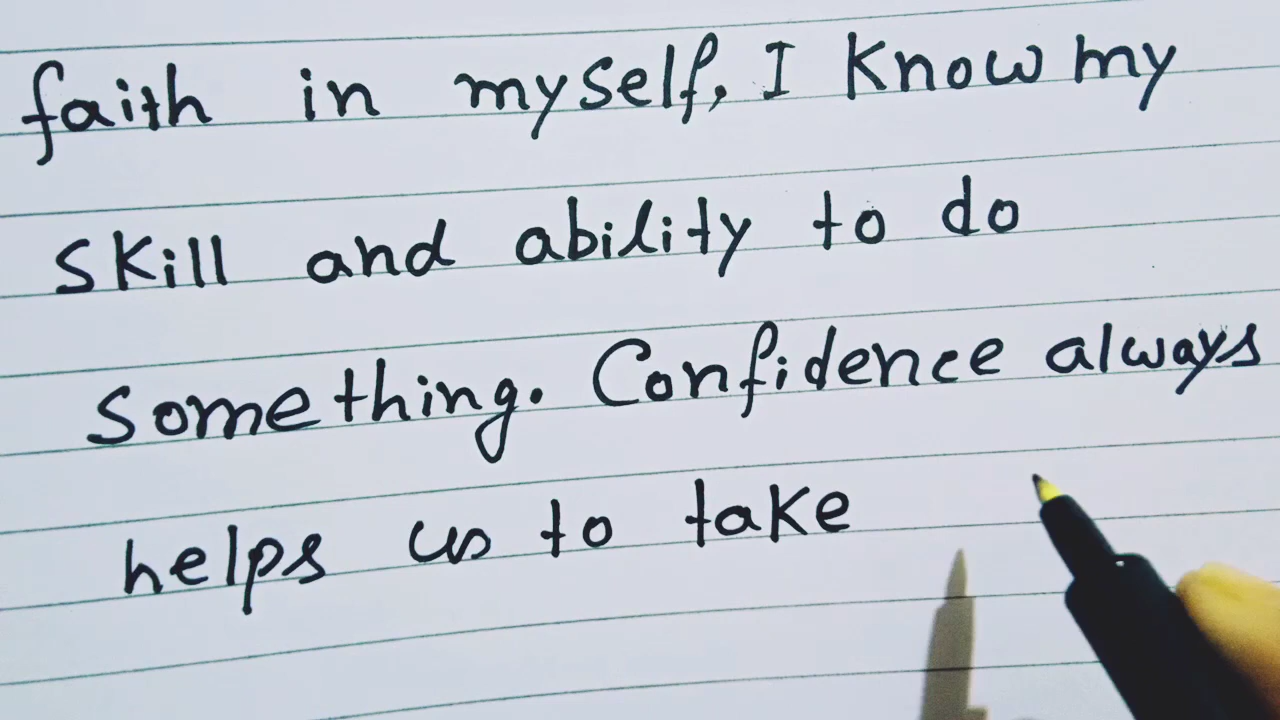 faith in myself, I know my
skill and ability to do
something. Confidence always
helps us to take